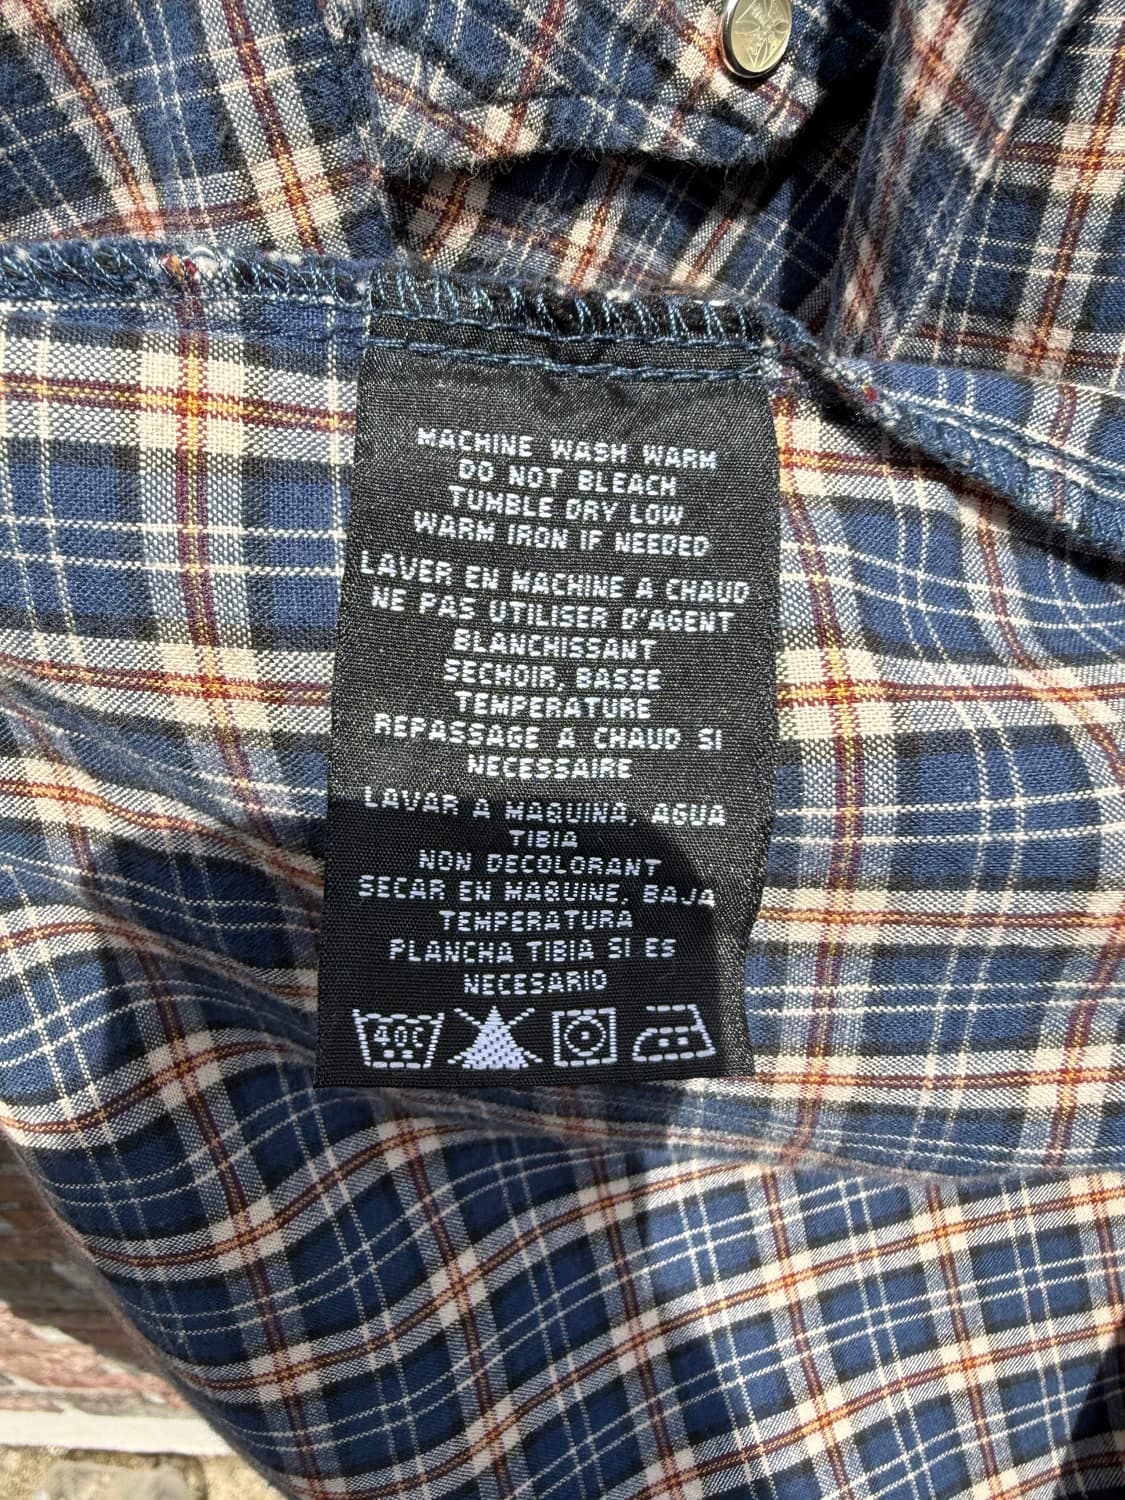 MACHINE WASH WARM
DO NOT BLEACH
TUMBLE DRY LOW
WARM IRON IF NEEDED
LAVER EN MACHINE A CHAUD
NE PAS UTILISER D'AGENT
BLANCHISSANT
SECHOIR, BASSE
TEMPERATURE
REPASSAGE A CHAUD SI
NECESSAIRE
LAVAR A MAQUINA, AGUA
TIBIA
NON DECOLORANT
SECAR EN MAQUINE, BAJA
TEMPERATURA
PLANCHA TIBIA SI ES
NECESARIO
40C